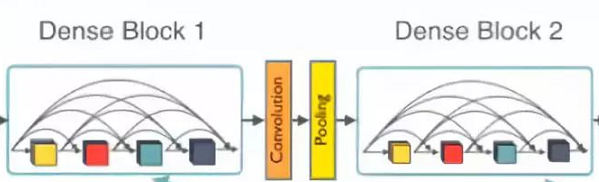 Dense Block 1
Dense Block 2
Convolution
Pooling